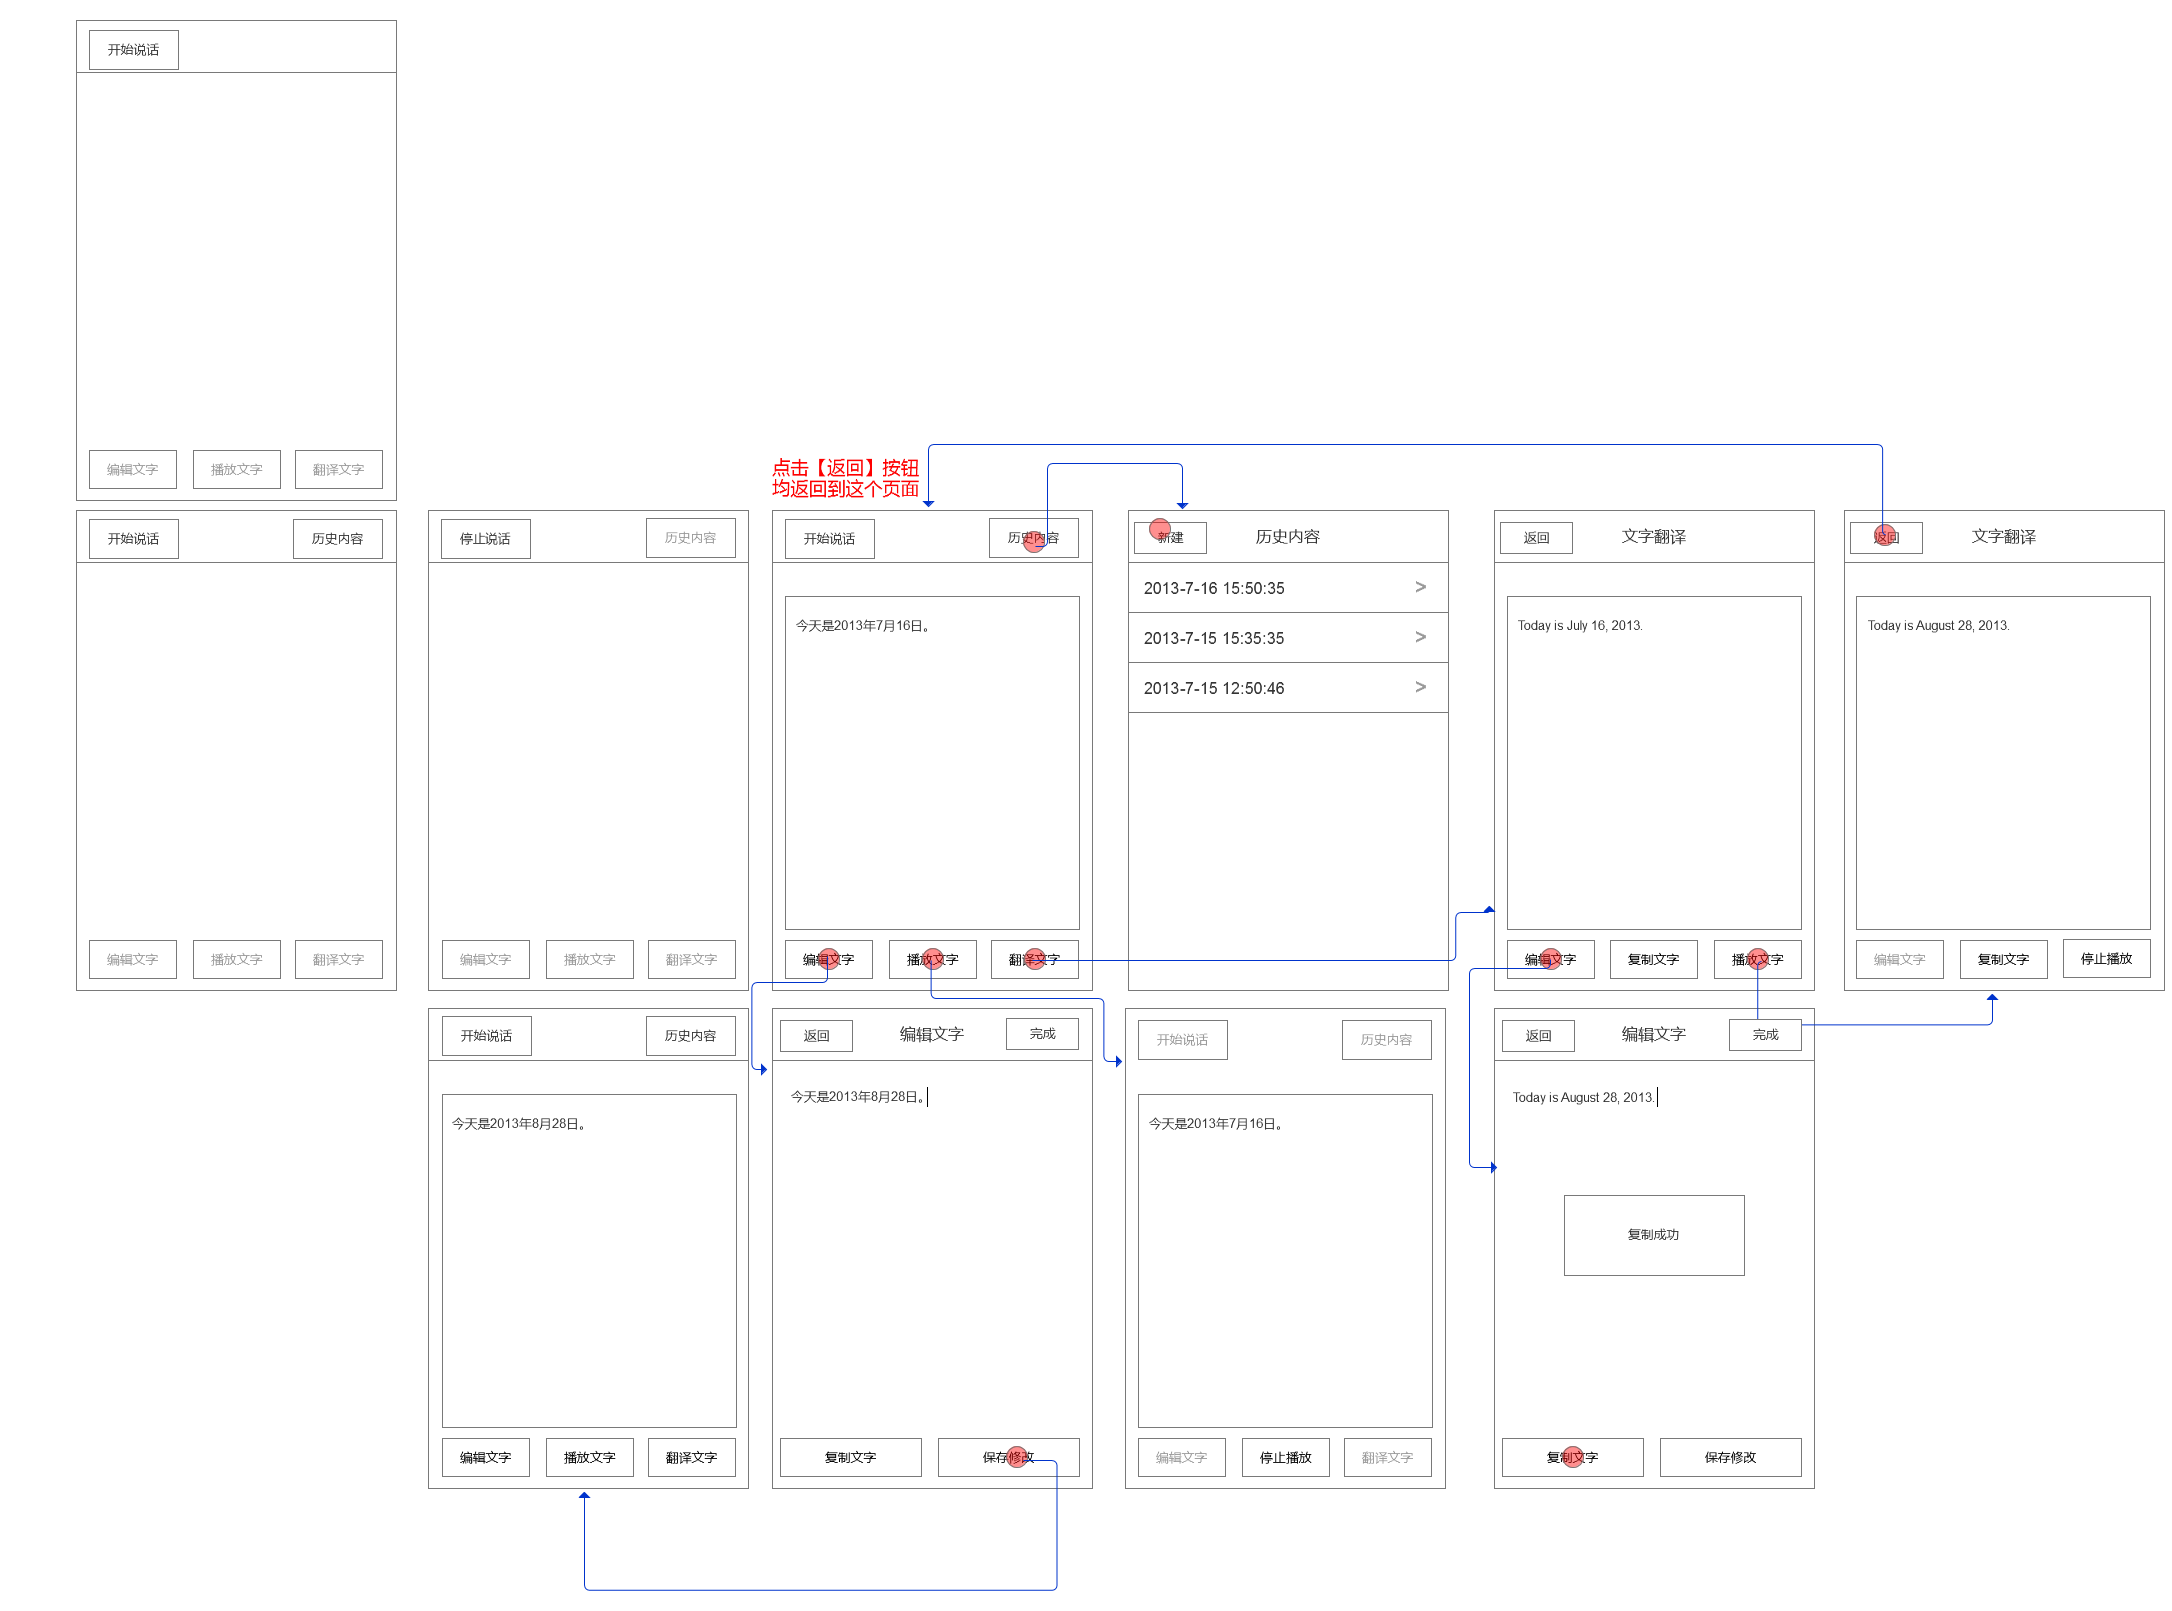 开始说话
编辑文字 播放文字 翻译文字
点击【返回】按钮
均返回到这个页面
开始说话 历史内容
编辑文字 播放文字 翻译文字
停止说话 历史内容
编辑文字 播放文字 翻译文字
开始说话 历史内容
今天是2013年7月16日。
编辑文字 播放文字 翻译文字
新建 历史内容
2013-7-16 15:50:35 >
2013-7-15 15:35:35 >
2013-7-15 12:50:46 >
返回 文字翻译
Today is July 16, 2013.
编辑文字 复制文字 播放文字
返回 文字翻译
Today is August 28, 2013.
编辑文字 复制文字 停止播放
开始说话 历史内容
今天是2013年8月28日。
编辑文字 播放文字 翻译文字
返回 编辑文字 完成
今天是2013年8月28日。
复制文字 保存修改
开始说话 历史内容
今天是2013年7月16日。
编辑文字 停止播放 翻译文字
返回 编辑文字 完成
Today is August 28, 2013.
复制成功
复制文字 保存修改